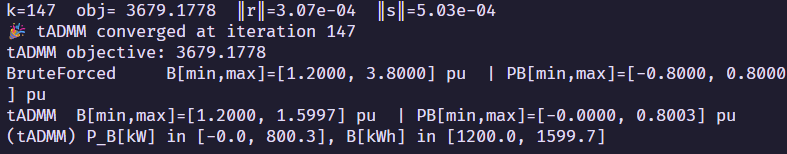 k=147  obj= 3679.1778  ‖r‖=3.07e-04  ‖s‖=5.03e-04
🎉 tADMM converged at iteration 147
tADMM objective: 3679.1778
BruteForced     B[min,max]=[1.2000, 3.8000] pu  | PB[min,max]=[-0.8000, 0.8000
] pu
tADMM  B[min,max]=[1.2000, 1.5997] pu  | PB[min,max]=[-0.0000, 0.8003] pu
(tADMM) P_B[kW] in [-0.0, 800.3], B[kWh] in [1200.0, 1599.7]